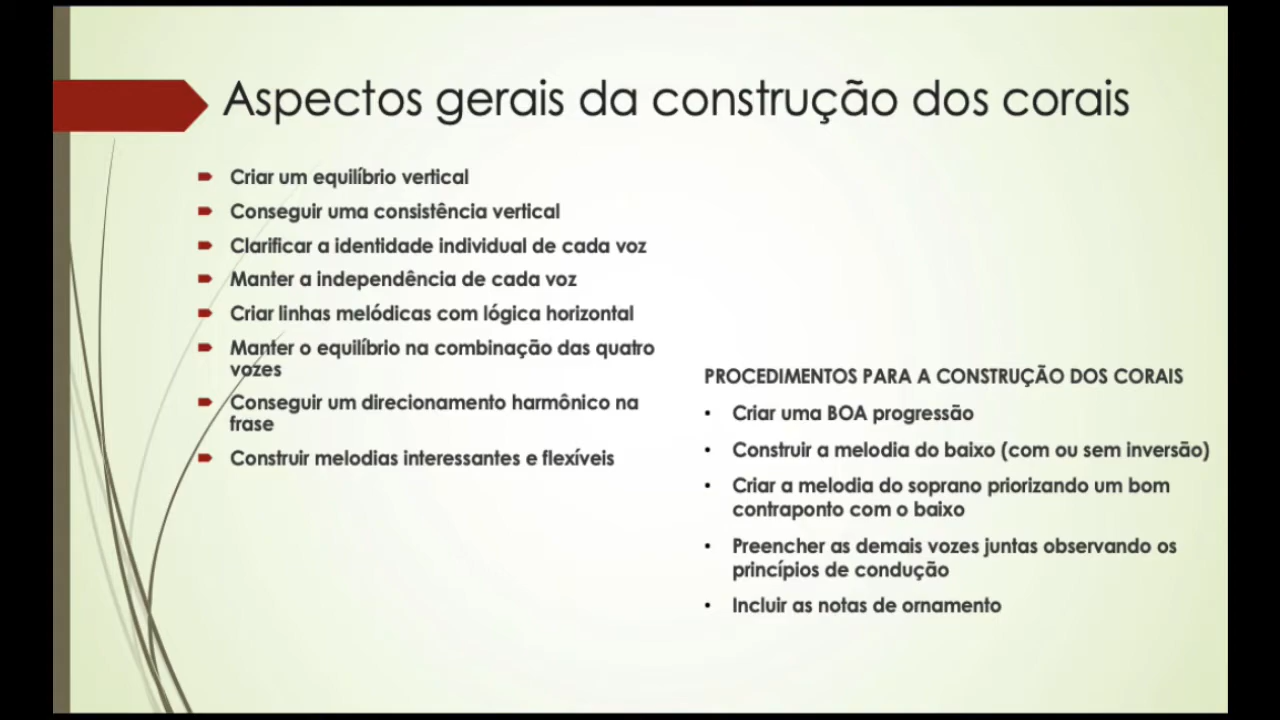 Aspectos gerais da construção dos corais
Criar um equilíbrio vertical
Conseguir uma consistência vertical
Clarificar a identidade individual de cada voz
Manter a independência de cada voz
Criar linhas melódicas com lógica horizontal
Manter o equilíbrio na combinação das quatro
vozes
Conseguir um direcionamento harmônico na
frase
Construir melodias interessantes e flexíveis
PROCEDIMENTOS PARA A CONSTRUÇÃO DOS CORAIS
• Criar uma BOA progressão
• Construir a melodia do baixo (com ou sem inversão)
• Criar a melodia do soprano priorizando um bom
contraponto com o baixo
• Preencher as demais vozes juntas observando os
princípios de condução
• Incluir as notas de ornamento